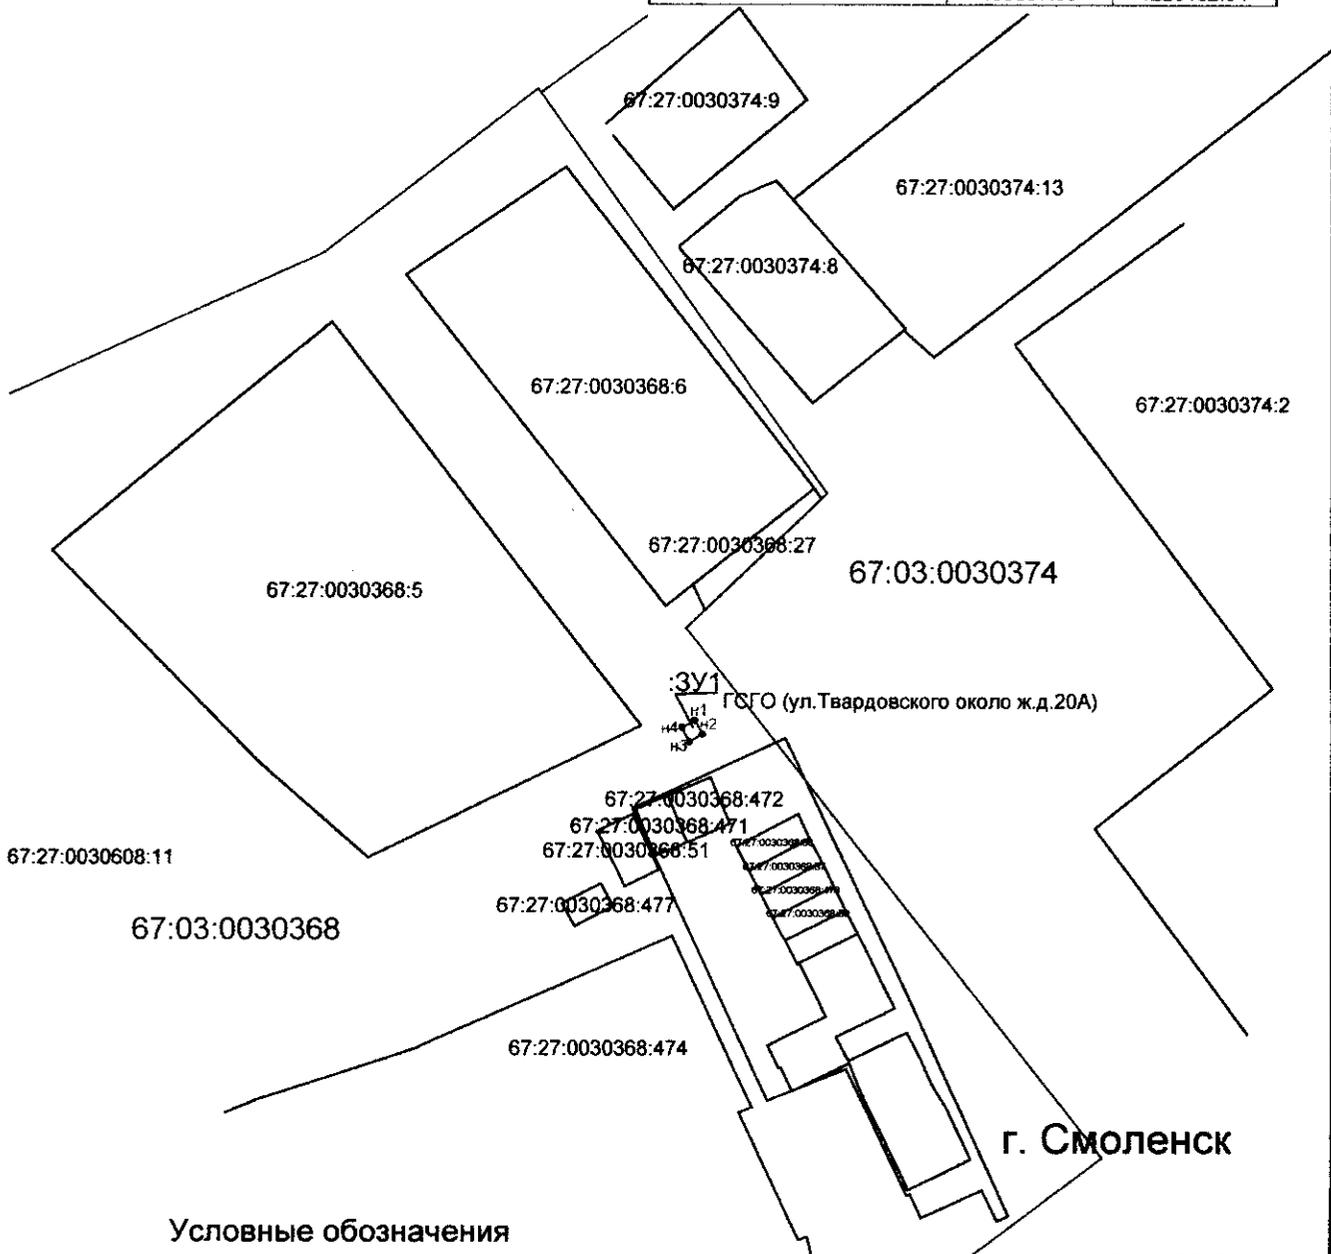 67:27:0030374:9
67:27:0030374:13
67:27:0030374:8
67:27:0030368:6
67:27:0030374:2
67:27:0030368:27
67:03:0030374
67:27:0030368:5
:ЗУ1
ГСГО (ул.Твардовского около ж.д.20А)
н1
н4
н2
н3
67:27:0030368:472
67:27:0030368:471
67:27:0030368:51
67:27:0030608:11
67:27:0030368:477
67:03:0030368
67:27:0030368:474
г. Смоленск
Условные обозначения